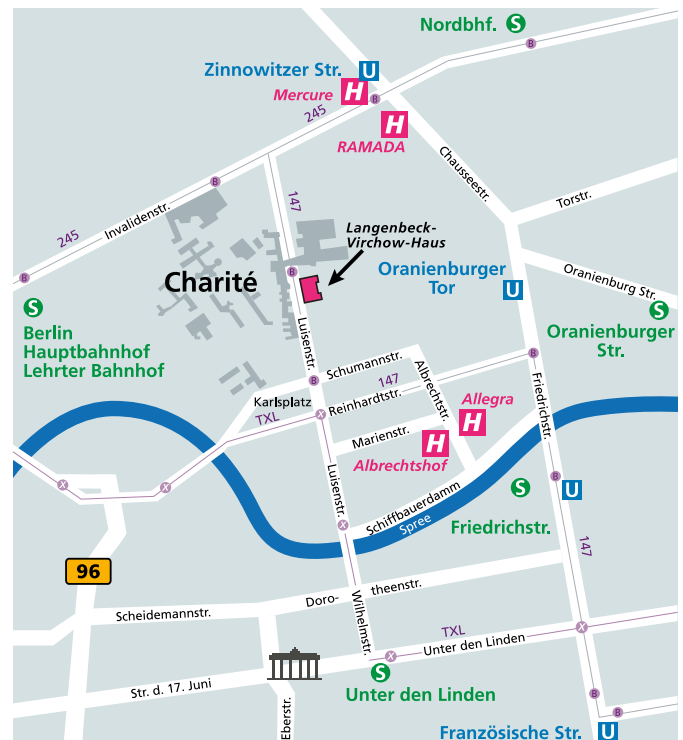 Nordbhf. S
Zinnowitzer Str. U
Mercure H
B
B
245
H
RAMADA
Chausseestr.
B
147
Torstr.
Invalidenstr.
245
Langenbeck-
Virchow-Haus
B
B
Charité
Oranienburger
Tor
U
Oranienburg Str.
S
Berlin
Hauptbahnhof
Lehrter Bahnhof
S
Oranienburger
Str.
Luisenstr.
Schumannstr.
B
147
B
Albrechtstr.
Friedrichstr.
Karlsplatz
Reinhardtstr.
X
TXL
Allegra
H
Marienstr.
H
Albrechtshof
X
X
Luisenstr.
B
U
S
Friedrichstr.
Schiffbauerdamm
Spree
X
147
96
Doro-
theenstr.
Scheidemannstr.
Wilhelmstr.
TXL
X
Unter den Linden
X
S
Unter den Linden
Str. d. 17. Juni
Eberstr.
B
B
Französische Str. U